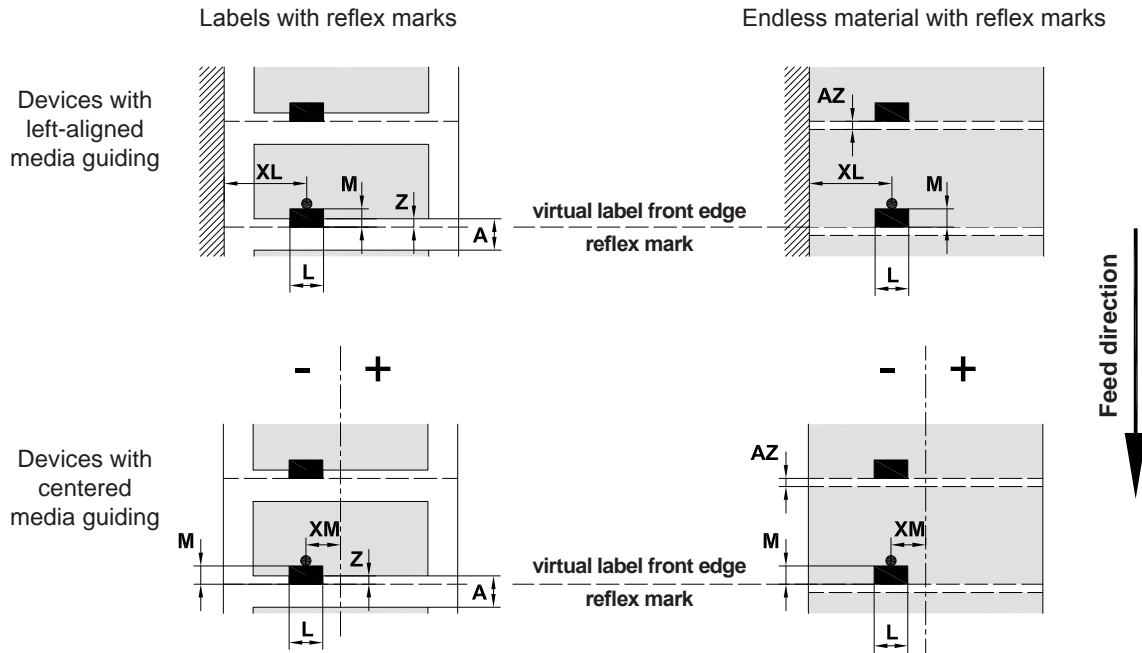 Labels with reflex marks
Endless material with reflex marks
Devices with
left-aligned
media guiding
XL
M
Z
A
L
virtual label front edge
reflex mark
AZ
XL
M
L
Feed direction
- +
- +
Devices with
centered
media guiding
M
XM
Z
A
L
virtual label front edge
reflex mark
AZ
M
XM
L